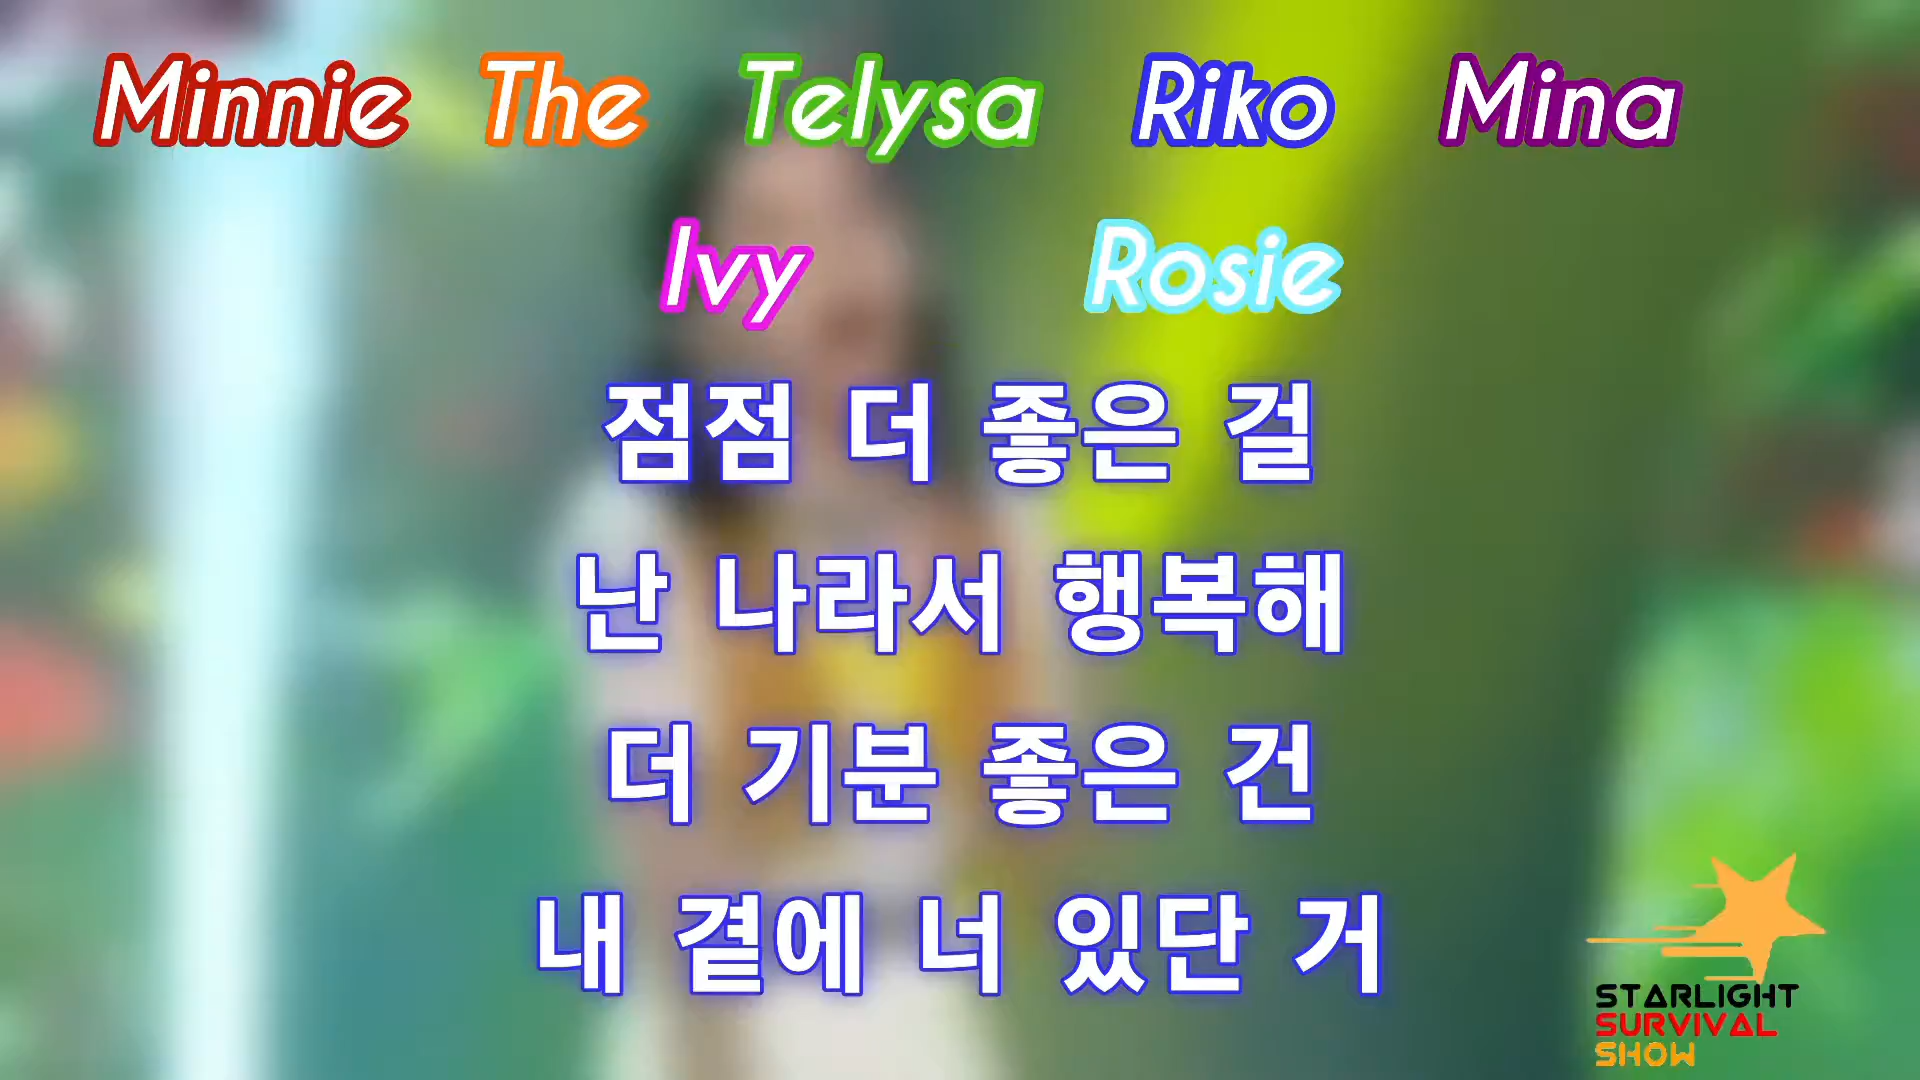 Minnie The Telysa Riko Mina
Ivy Rosie
점점 더 좋은 걸
난 나라서 행복해
더 기분 좋은 건
내 곁에 너 있단 거
STARLIGHT
SURVIVAL
SHOW